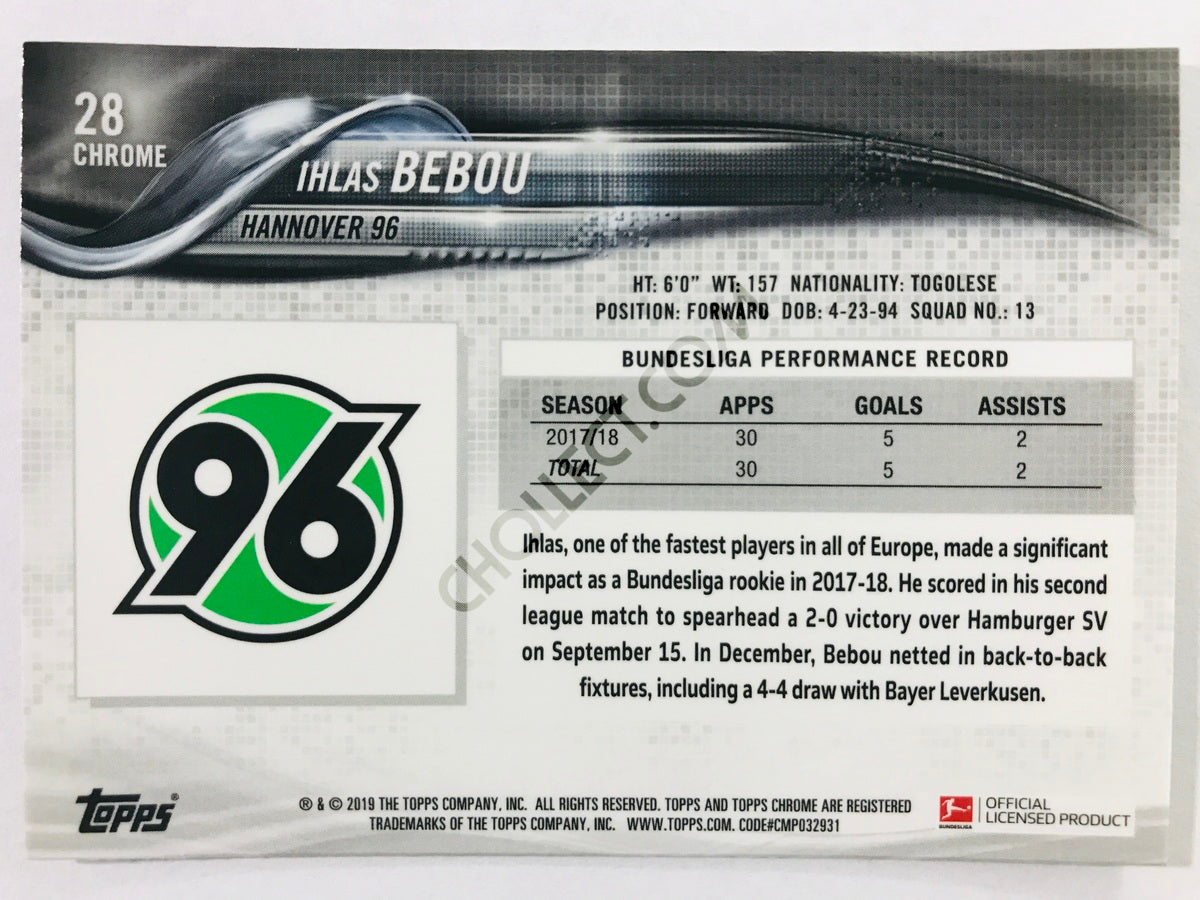 28
CHROME
IHLAS BEBOU
HANNOVER 96
HT: 6'0" WT: 157 NATIONALITY: TOGOLESE
POSITION: FORWARD DOB: 4-23-94 SQUAD NO.: 13
BUNDESLIGA PERFORMANCE RECORD
SEASON APPS GOALS ASSISTS
2017/18 30 5 2
TOTAL 30 5 2
96
Ihlas, one of the fastest players in all of Europe, made a significant
impact as a Bundesliga rookie in 2017-18. He scored in his second
league match to spearhead a 2-0 victory over Hamburger SV
on September 15. In December, Bebou netted in back-to-back
fixtures, including a 4-4 draw with Bayer Leverkusen.
CHOLLECT.COM
Topps®
® & © 2019 THE TOPPS COMPANY, INC. ALL RIGHTS RESERVED. TOPPS AND TOPPS CHROME ARE REGISTERED
TRADEMARKS OF THE TOPPS COMPANY, INC. WWW.TOPPS.COM. CODE#CMP032931
BUNDESLIGA
OFFICIAL
LICENSED PRODUCT